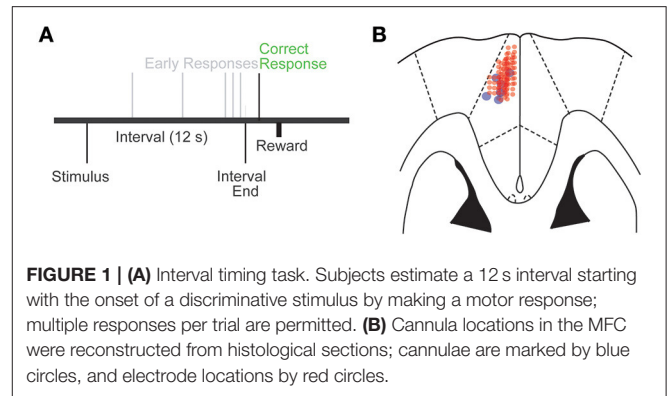 A
B
Correct
Early Responses Response
Interval (12 s)
Reward
Stimulus
Interval
End
FIGURE 1 | (A) Interval timing task. Subjects estimate a 12 s interval starting
with the onset of a discriminative stimulus by making a motor response;
multiple responses per trial are permitted. (B) Cannula locations in the MFC
were reconstructed from histological sections; cannulae are marked by blue
circles, and electrode locations by red circles.